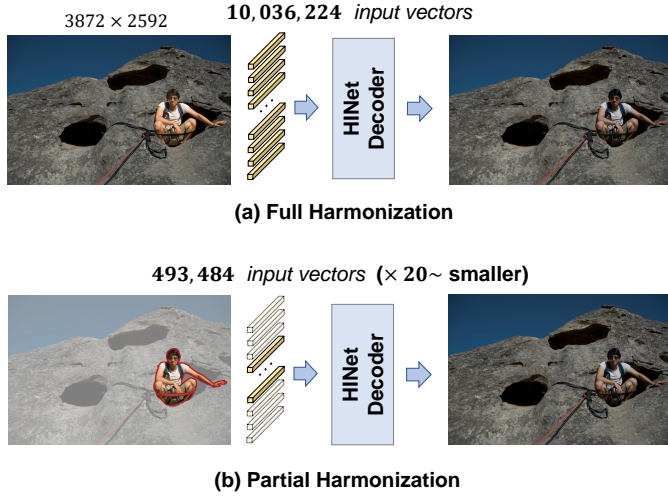 3872 × 2592
10,036,224 input vectors
HINet
Decoder
(a) Full Harmonization
493,484 input vectors (× 20~ smaller)
HINet
Decoder
(b) Partial Harmonization